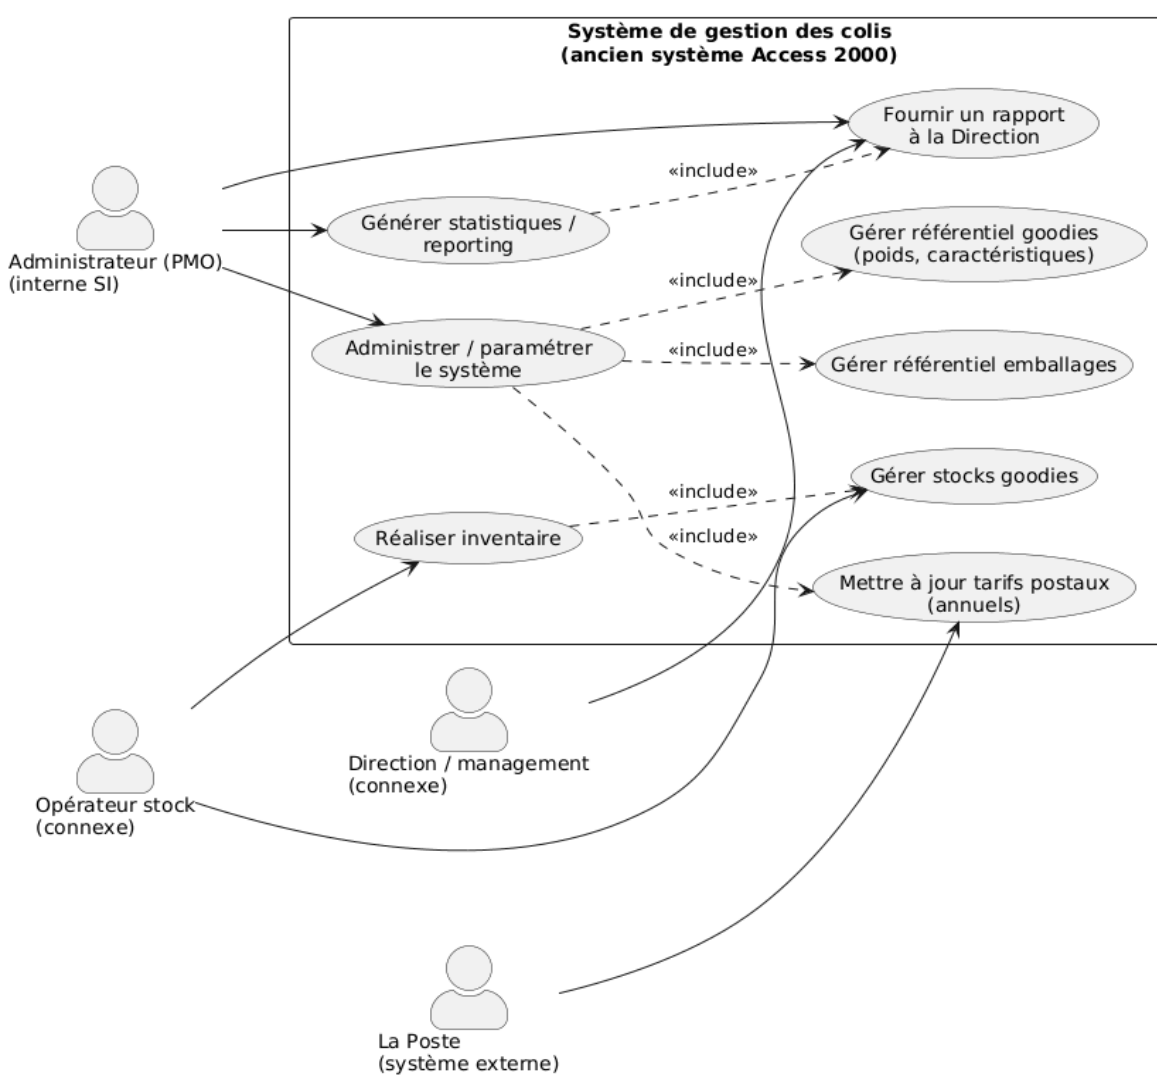 Système de gestion des colis
(ancien système Access 2000)
Fournir un rapport
à la Direction
«include»
Générer statistiques /
reporting
Gérer référentiel goodies
(poids, caractéristiques)
Administrateur (PMO)
(interne SI)
«include»
Administrer / paramétrer
le système
«include»
Gérer référentiel emballages
Gérer stocks goodies
«include»
Réaliser inventaire
«include»
Mettre à jour tarifs postaux
(annuels)
Direction / management
(connexe)
Opérateur stock
(connexe)
La Poste
(système externe)